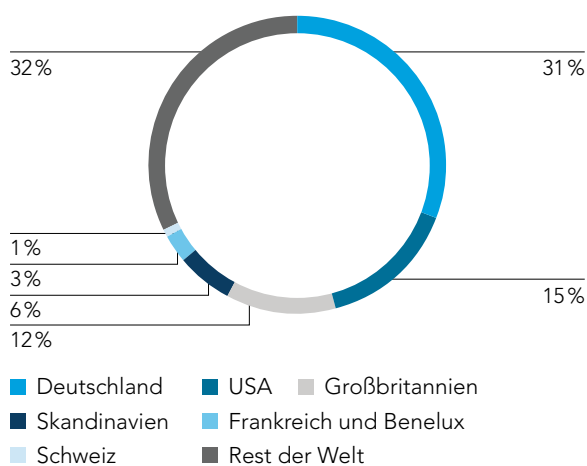 32 %
31 %
1 %
3 %
6 %
12 %
15 %
Deutschland USA Großbritannien
Skandinavien Frankreich und Benelux
Schweiz Rest der Welt